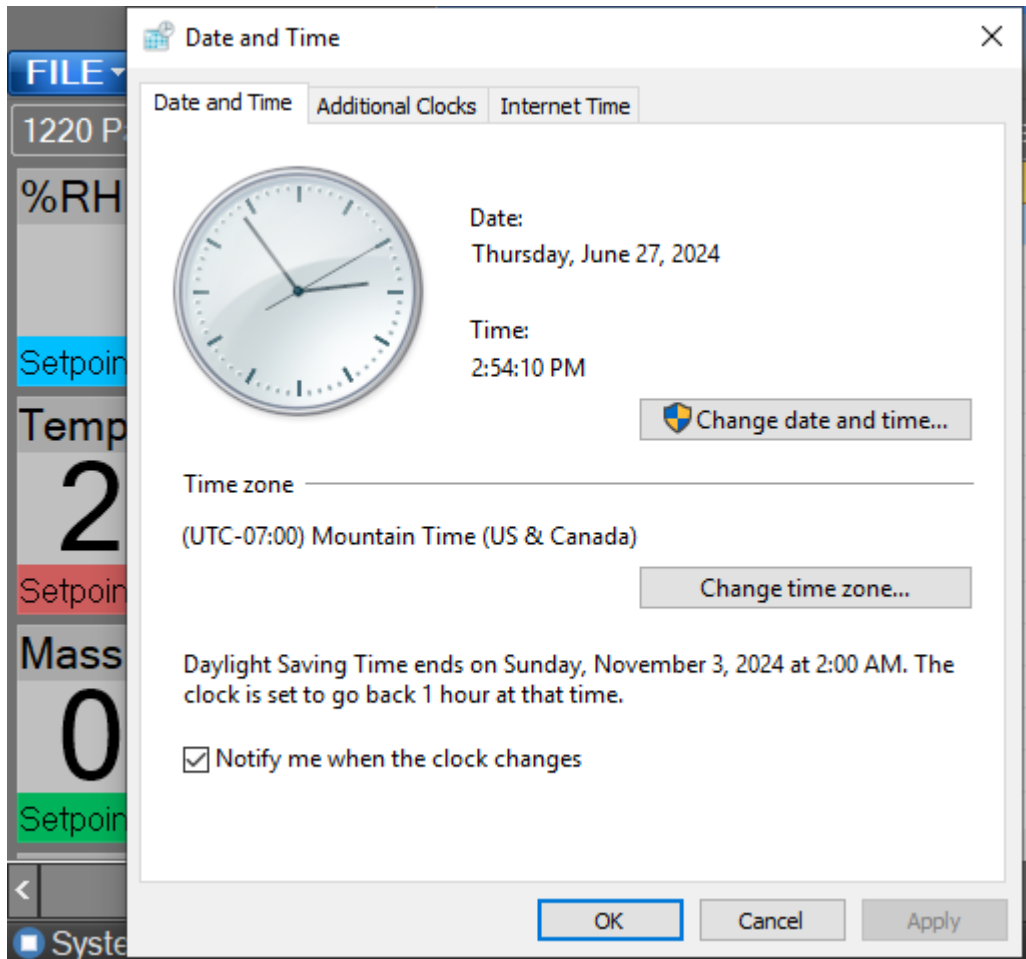 Date and Time
FILE
Date and Time
Additional Clocks
Internet Time
1220
%RH
Date:
Thursday, June 27, 2024
Time:
2:54:10 PM
Setpoin
Change date and time...
Temp
2
Time zone
(UTC-07:00) Mountain Time (US & Canada)
Setpoin
Change time zone...
Mass
Daylight Saving Time ends on Sunday, November 3, 2024 at 2:00 AM. The
clock is set to go back 1 hour at that time.
0
Notify me when the clock changes
Setpoin
OK
Cancel
Apply
Syste